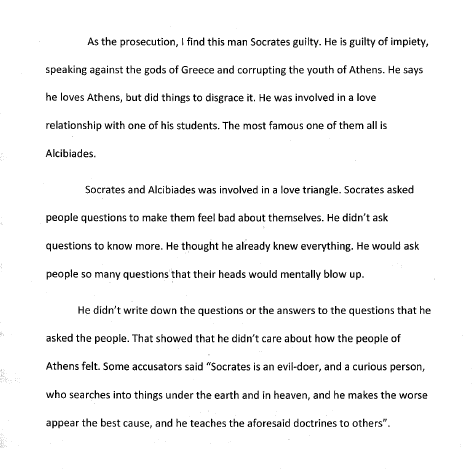 As the prosecution, I find this man Socrates guilty. He is guilty of impiety,
speaking against the gods of Greece and corrupting the youth of Athens. He says
he loves Athens, but did things to disgrace it. He was involved in a love
relationship with one of his students. The most famous one of them all is
Alcibiades.
Socrates and Alcibiades was involved in a love triangle. Socrates asked
people questions to make them feel bad about themselves. He didn't ask
questions to know more. He thought he already knew everything. He would ask
people so many questions that their heads would mentally blow up.
He didn't write down the questions or the answers to the questions that he
asked the people. That showed that he didn't care about how the people of
Athens felt. Some accusators said "Socrates is an evil-doer, and a curious person,
who searches into things under the earth and in heaven, and he makes the worse
appear the best cause, and he teaches the aforesaid doctrines to others".